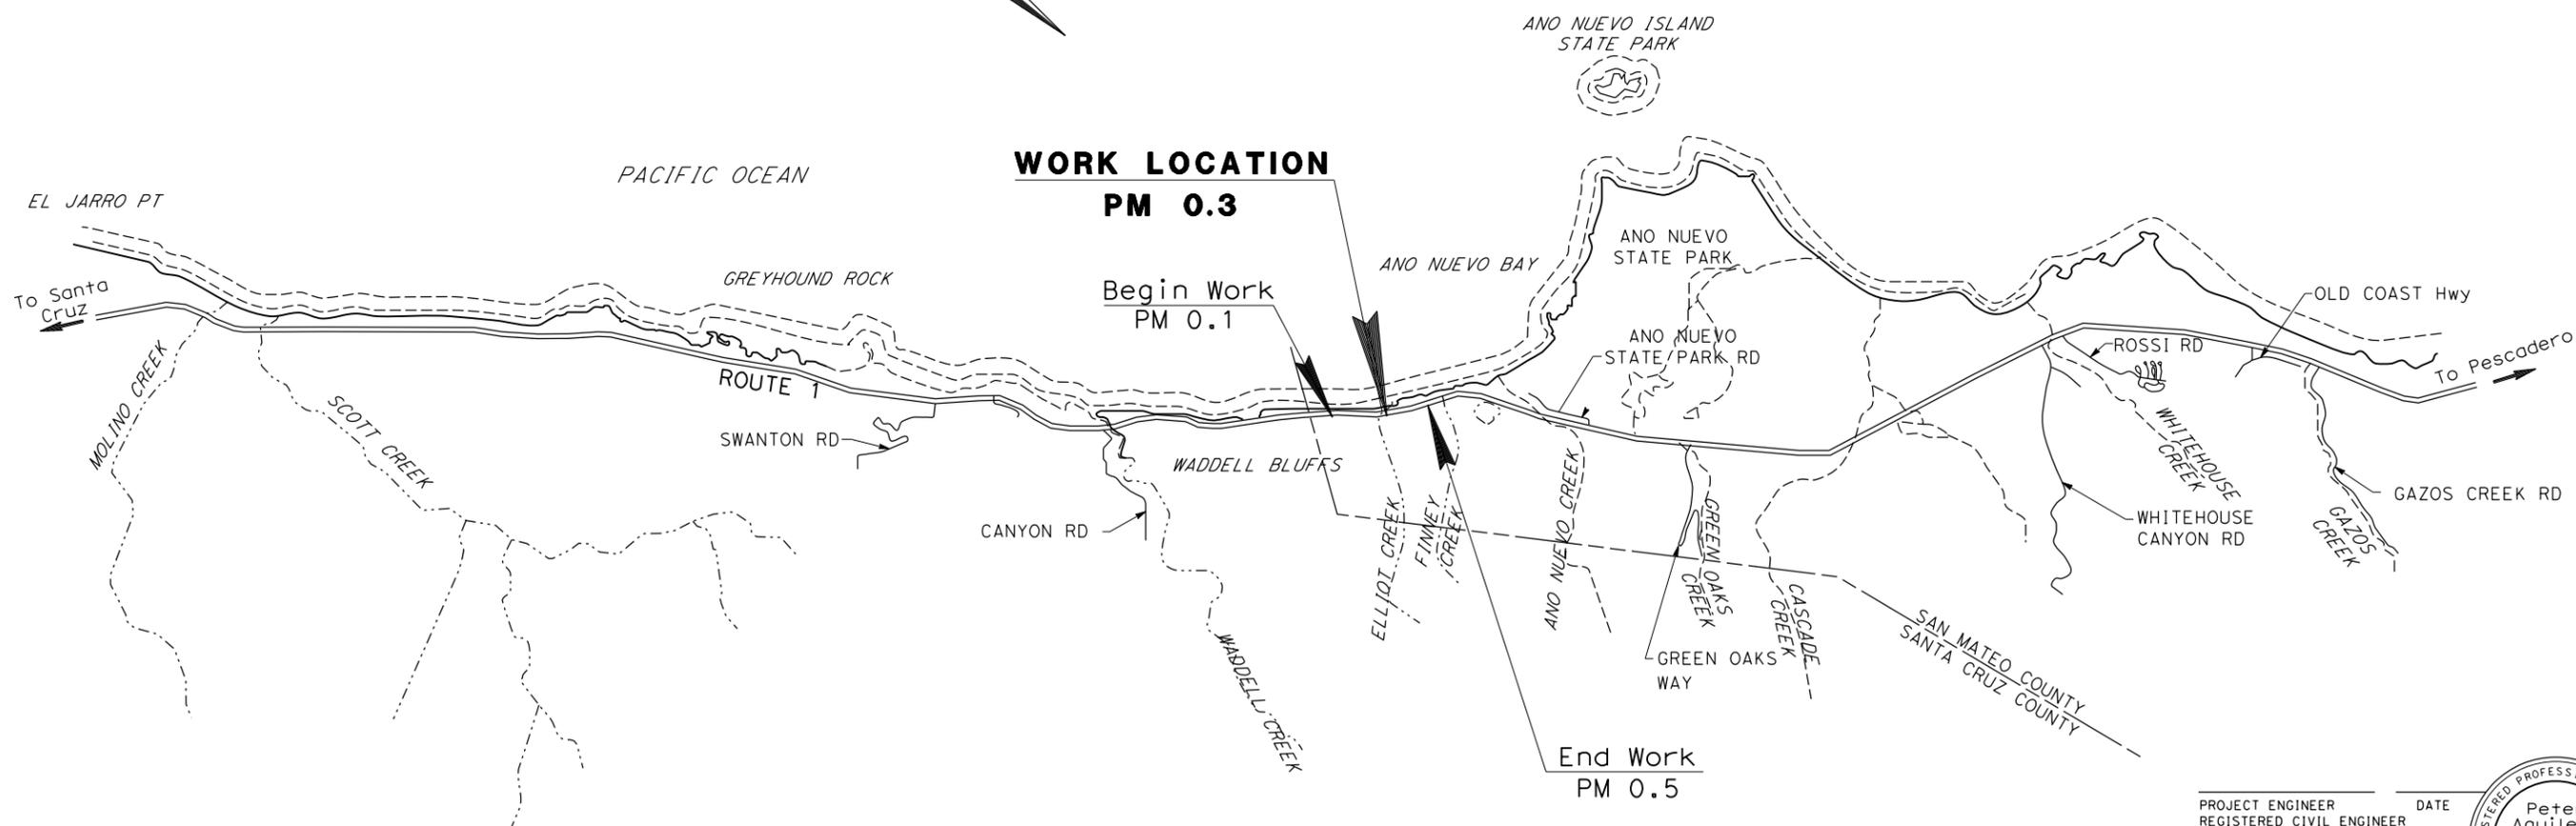 ANO NUEVO ISLAND
STATE PARK
WORK LOCATION
PM 0.3
PACIFIC OCEAN
EL JARRO PT
ANO NUEVO
STATE PARK
ANO NUEVO BAY
GREYHOUND ROCK
Begin Work
PM 0.1
To Santa
Cruz
OLD COAST Hwy
ANO NUEVO
STATE PARK RD
ROSSI RD
To Pescadero
ROUTE 1
MOLINO CREEK
SCOTT CREEK
SWANTON RD
WADDELL BLUFFS
WHITEHOUSE
CREEK
GAZOS CREEK RD
CANYON RD
ELLIOT CREEK
FINNEY
CREEK
ANO NUEVO CREEK
GREEN OAKS
CREEK
WHITEHOUSE
CANYON RD
GAZOS
CREEK
CASCADE
CREEK
GREEN OAKS
WAY
SAN MATEO COUNTY
SANTA CRUZ COUNTY
WADDELL CREEK
End Work
PM 0.5
PROJECT ENGINEER DATE
REGISTERED CIVIL ENGINEER